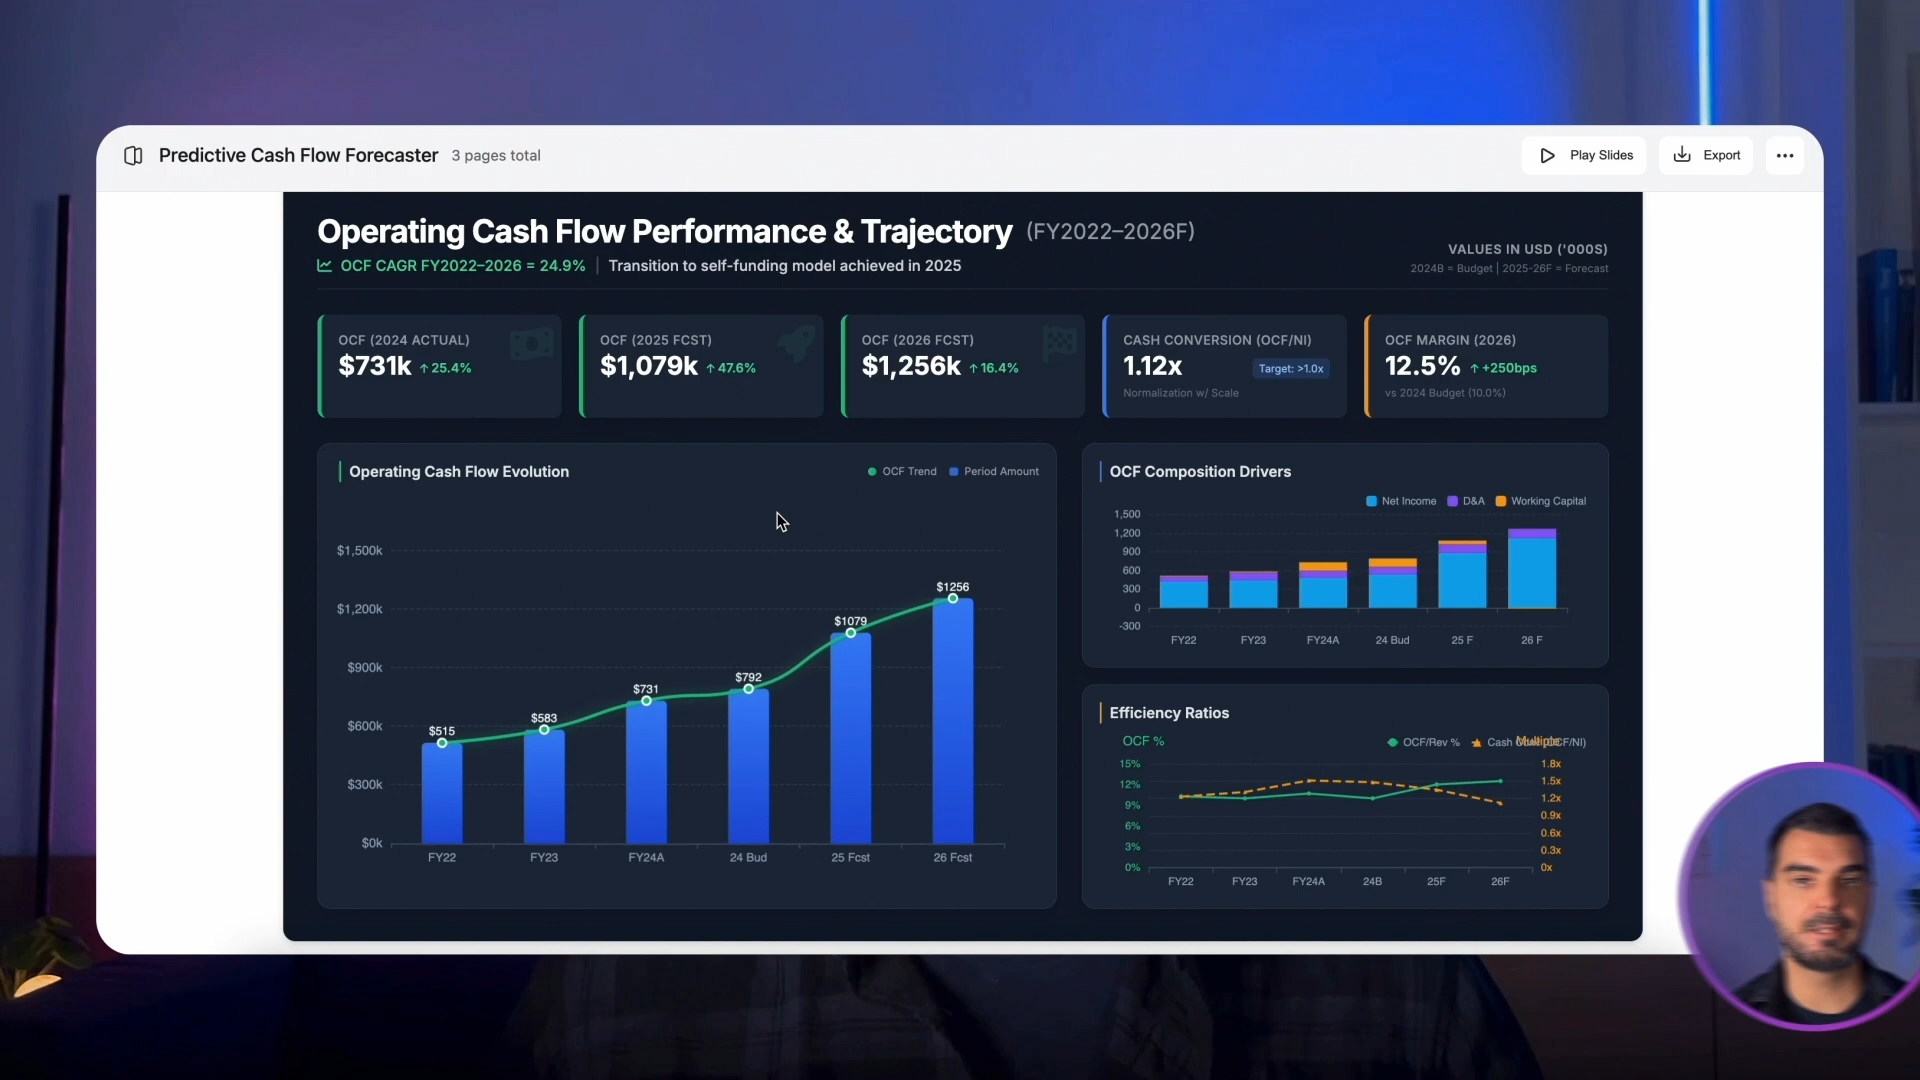 Predictive Cash Flow Forecaster 3 pages total
Play Slides
Export
Operating Cash Flow Performance & Trajectory (FY2022–2026F)
OCF CAGR FY2022–2026 = 24.9% | Transition to self-funding model achieved in 2025
VALUES IN USD ('000S)
2024B = Budget | 2025-26F = Forecast
OCF (2024 ACTUAL)
$731k ↑ 25.4%
OCF (2025 FCST)
$1,079k ↑ 47.6%
OCF (2026 FCST)
$1,256k ↑ 16.4%
CASH CONVERSION (OCF/NI)
1.12x
Target: >1.0x
Normalization w/ Scale
OCF MARGIN (2026)
12.5% ↑ +250bps
vs 2024 Budget (10.0%)
Operating Cash Flow Evolution
OCF Trend Period Amount
$1,500k
$1,200k
$900k
$600k
$300k
$0k
$515
$583
$731
$792
$1079
$1256
FY22 FY23 FY24A 24 Bud 25 Fcst 26 Fcst
OCF Composition Drivers
Net Income D&A Working Capital
1,500
1,200
900
600
300
0
-300
FY22 FY23 FY24A 24 Bud 25 F 26 F
Efficiency Ratios
OCF %
OCF/Rev % Cash (OCF/NI)
Multiple
15%
12%
9%
6%
3%
0%
1.8x
1.5x
1.2x
0.9x
0.6x
0.3x
0x
FY22 FY23 FY24A 24B 25F 26F